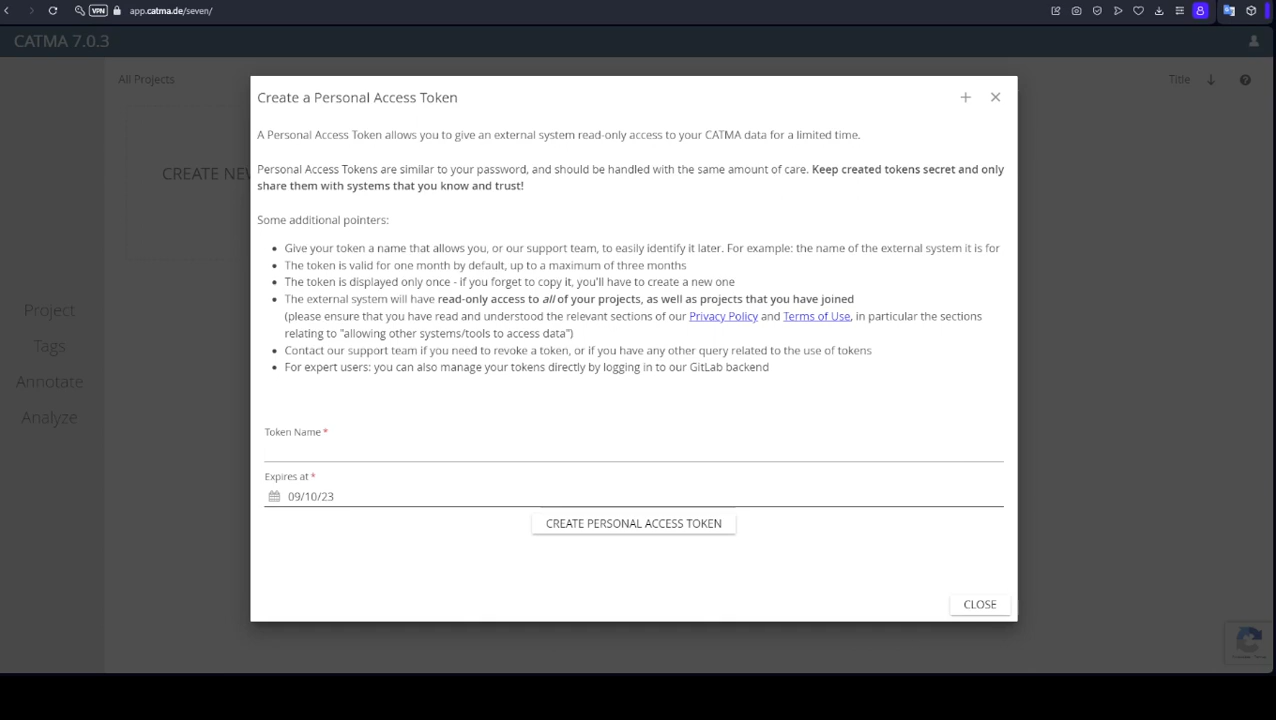 VPN
app.catma.de/seven/
CATMA 7.0.3
All Projects
Title
CREATE NEW
Project
Tags
Annotate
Analyze
Create a Personal Access Token
A Personal Access Token allows you to give an external system read-only access to your CATMA data for a limited time.
Personal Access Tokens are similar to your password, and should be handled with the same amount of care. Keep created tokens secret and only
share them with systems that you know and trust!
Some additional pointers:
• Give your token a name that allows you, or our support team, to easily identify it later. For example: the name of the external system it is for
• The token is valid for one month by default, up to a maximum of three months
• The token is displayed only once - if you forget to copy it, you'll have to create a new one
• The external system will have read-only access to all of your projects, as well as projects that you have joined
(please ensure that you have read and understood the relevant sections of our Privacy Policy and Terms of Use, in particular the sections
relating to "allowing other systems/tools to access data")
• Contact our support team if you need to revoke a token, or if you have any other query related to the use of tokens
• For expert users: you can also manage your tokens directly by logging in to our GitLab backend
Token Name *
Expires at *
09/10/23
CREATE PERSONAL ACCESS TOKEN
CLOSE